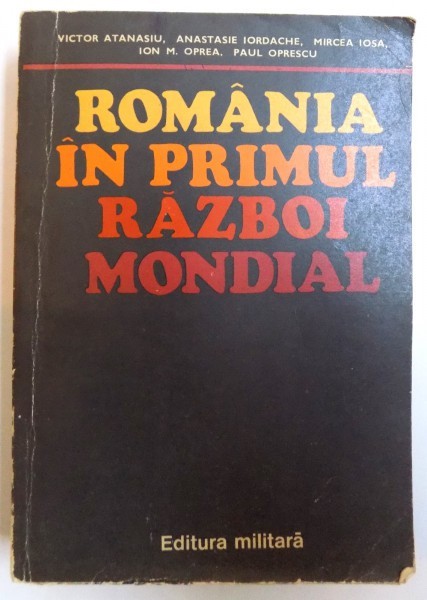 VICTOR ATANASIU, ANASTASIE IORDACHE, MIRCEA IOSA,
ION M. OPREA, PAUL OPRESCU
ROMÂNIA
ÎN PRIMUL
RĂZBOI
MONDIAL
Editura militară